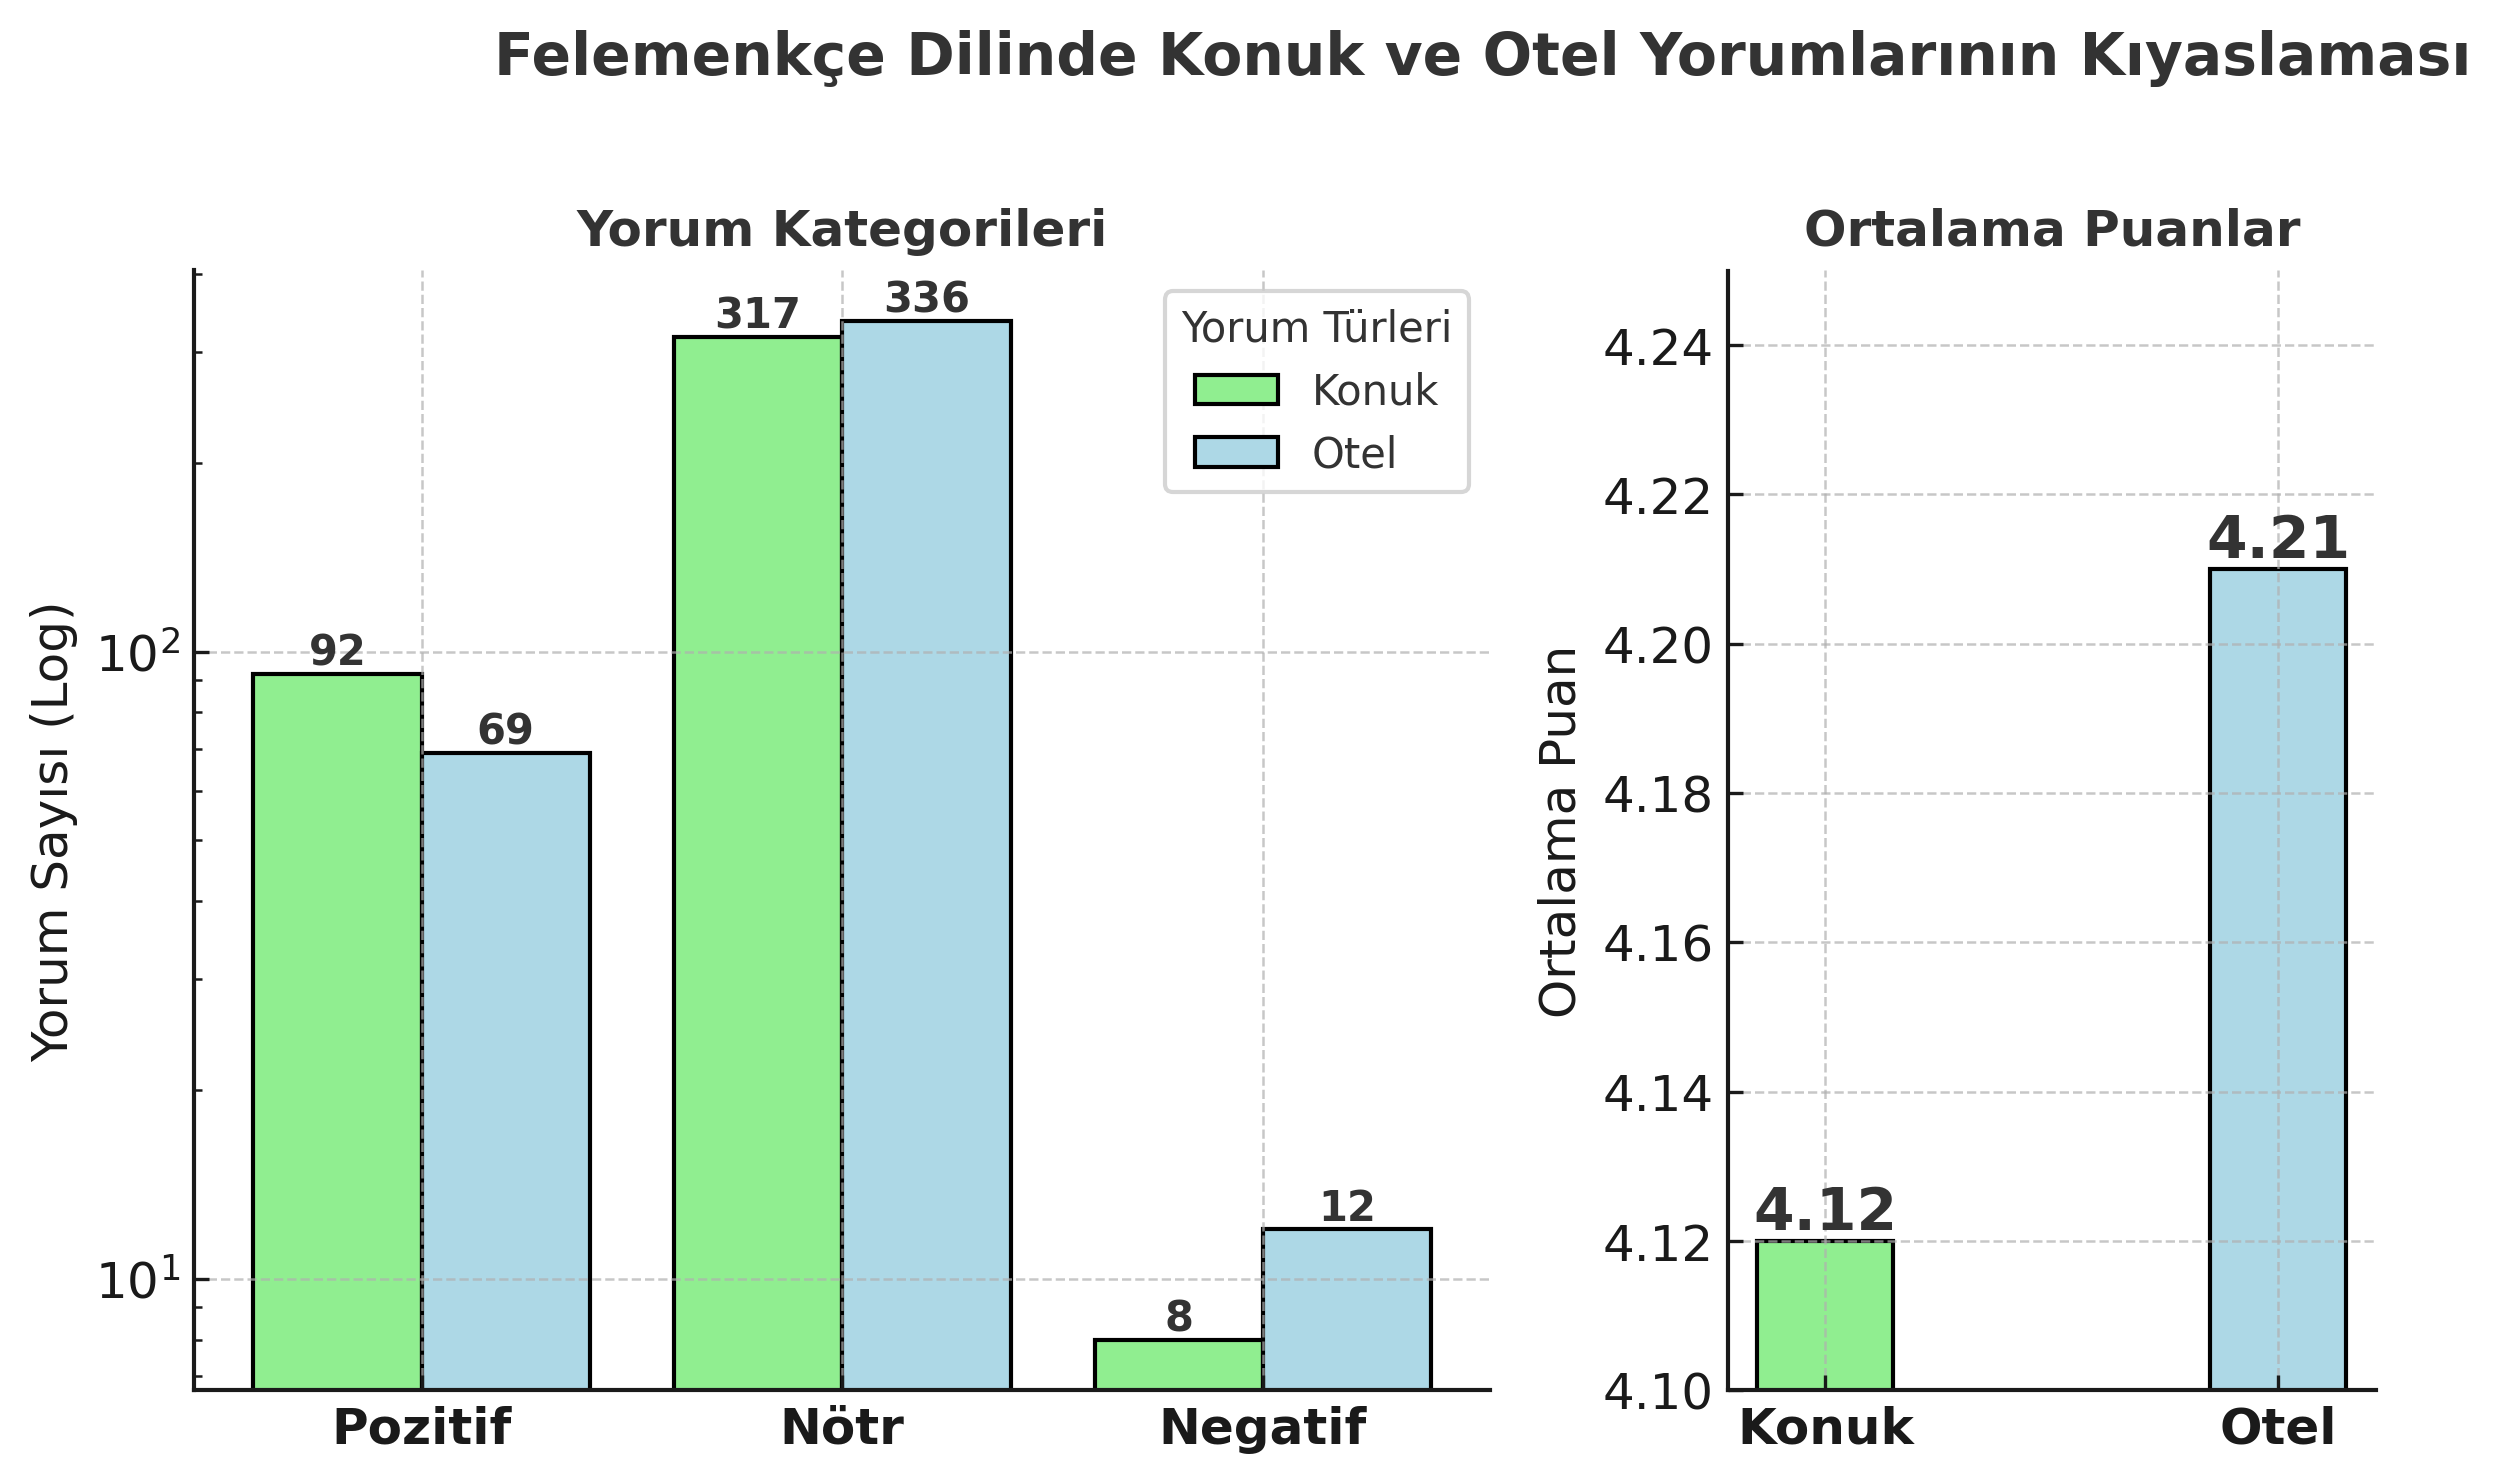 Felemenkçe Dilinde Konuk ve Otel Yorumlarının Kıyaslaması
Yorum Kategorileri
Yorum Sayısı (Log)
10²
10¹
92
69
317
336
8
12
Yorum Türleri
Konuk
Otel
Pozitif
Nötr
Negatif
Ortalama Puanlar
Ortalama Puan
4.24
4.22
4.20
4.18
4.16
4.14
4.12
4.10
4.12
4.21
Konuk
Otel